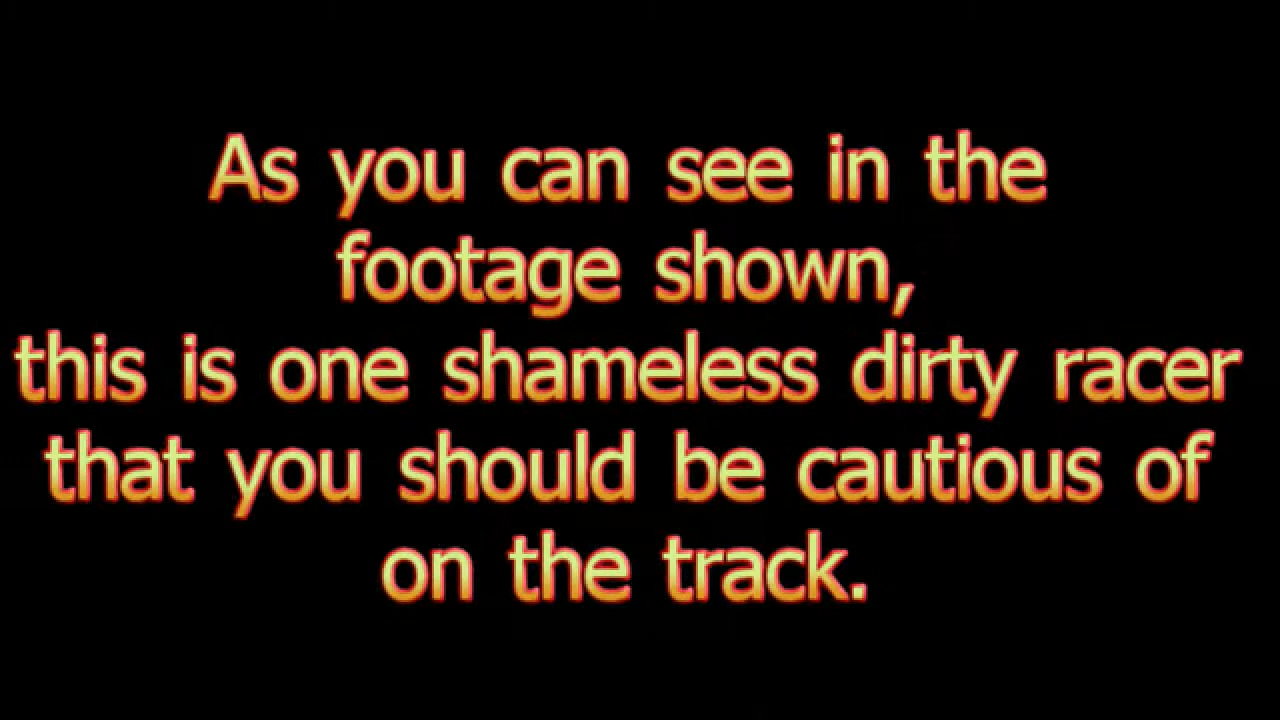 As you can see in the
footage shown,
this is one shameless dirty racer
that you should be cautious of
on the track.